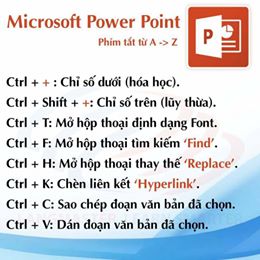 Microsoft Power Point
Phím tắt từ A -> Z
P
Ctrl + + : Chỉ số dưới (hóa học).
Ctrl + Shift + +: Chỉ số trên (lũy thừa).
Ctrl + T: Mở hộp thoại định dạng Font.
Ctrl + F: Mở hộp thoại tìm kiếm ‘Find’.
Ctrl + H: Mở hộp thoại thay thế ‘Replace’.
Ctrl + K: Chèn liên kết ‘Hyperlink’.
Ctrl + C: Sao chép đoạn văn bản đã chọn.
Ctrl + V: Dán đoạn văn bản đã chọn.